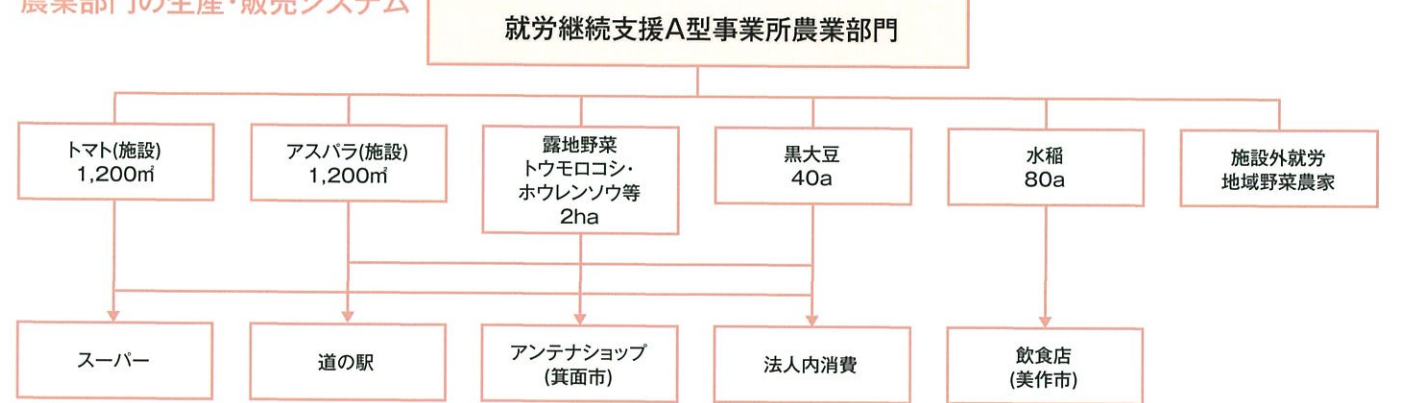 農業部門の生産・販売システム
就労継続支援A型事業所農業部門
トマト(施設)
1,200㎡
アスパラ(施設)
1,200㎡
露地野菜
トウモロコシ・
ホウレンソウ等
2ha
黒大豆
40a
水稲
80a
施設外就労
地域野菜農家
スーパー
道の駅
アンテナショップ
(箕面市)
法人内消費
飲食店
(美作市)